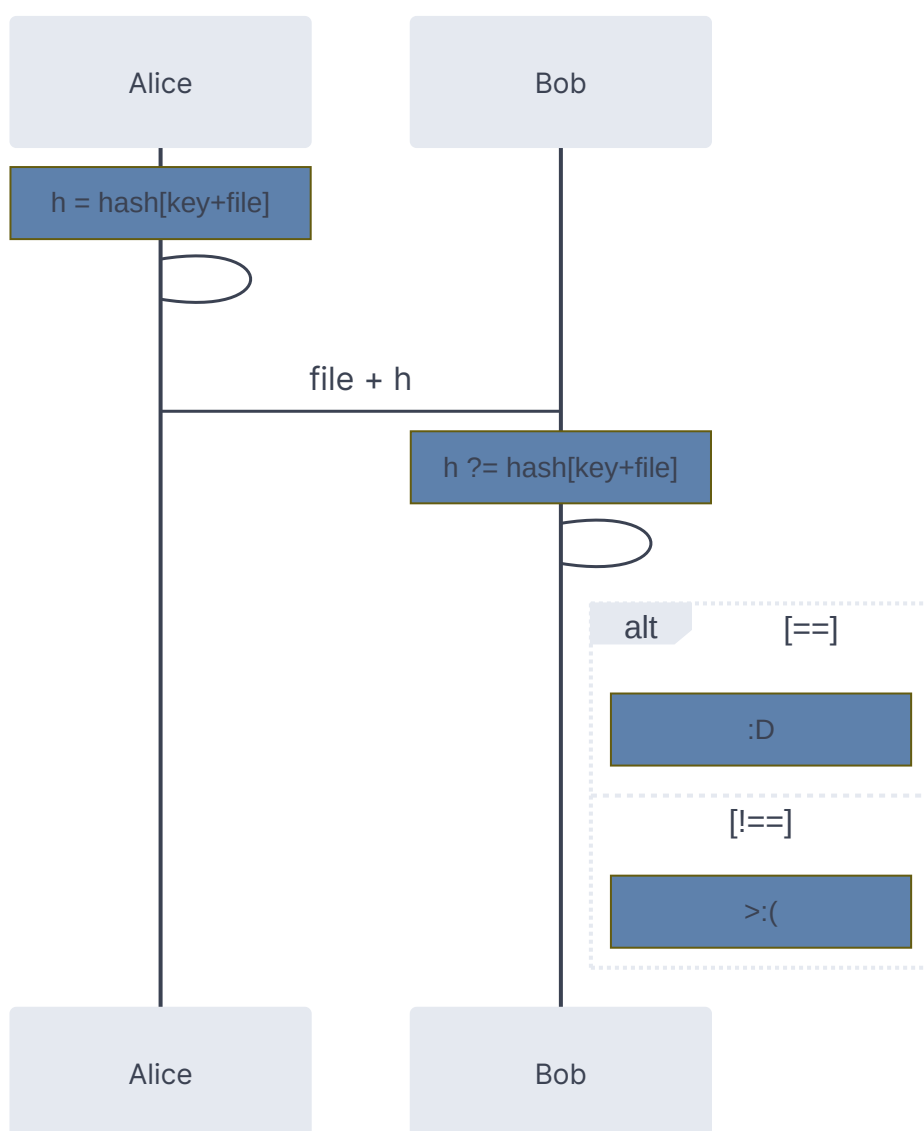 Alice
Bob
h = hash[key+file]
file + h
h ?= hash[key+file]
alt
[==]
:D
[!==]
>:(
Alice
Bob